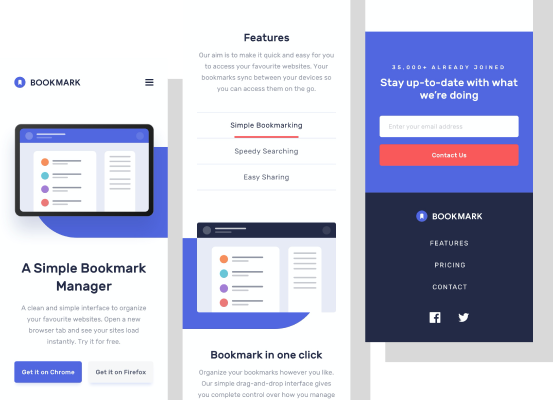 BOOKMARK
A Simple Bookmark
Manager
A clean and simple interface to organize
your favourite websites. Open a new
browser tab and see your sites load
instantly. Try it for free.
Get it on Chrome
Get it on Firefox
Features
Our aim is to make it quick and easy for you
to access your favourite websites. Your
bookmarks sync between your devices so
you can access them on the go.
Simple Bookmarking
Speedy Searching
Easy Sharing
Bookmark in one click
Organize your bookmarks however you like.
Our simple drag-and-drop interface gives
you complete control over how you manage
35,000+ ALREADY JOINED
Stay up-to-date with what
we're doing
Enter your email address
Contact Us
BOOKMARK
FEATURES
PRICING
CONTACT